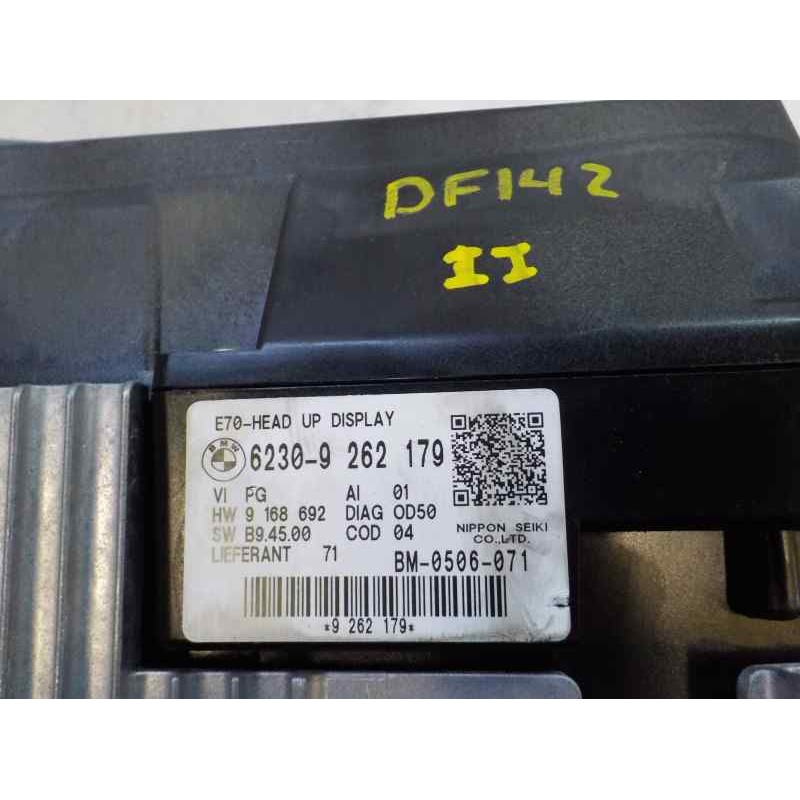 DF142
II
E70-HEAD UP DISPLAY
BMW
6230-9 262 179
VI PG AI 01
HW 9 168 692 DIAG OD50
SW B9.45.00 COD 04
LIEFERANT 71
NIPPON SEIKI
CO.,LTD.
BM-0506-071
*9 262 179*